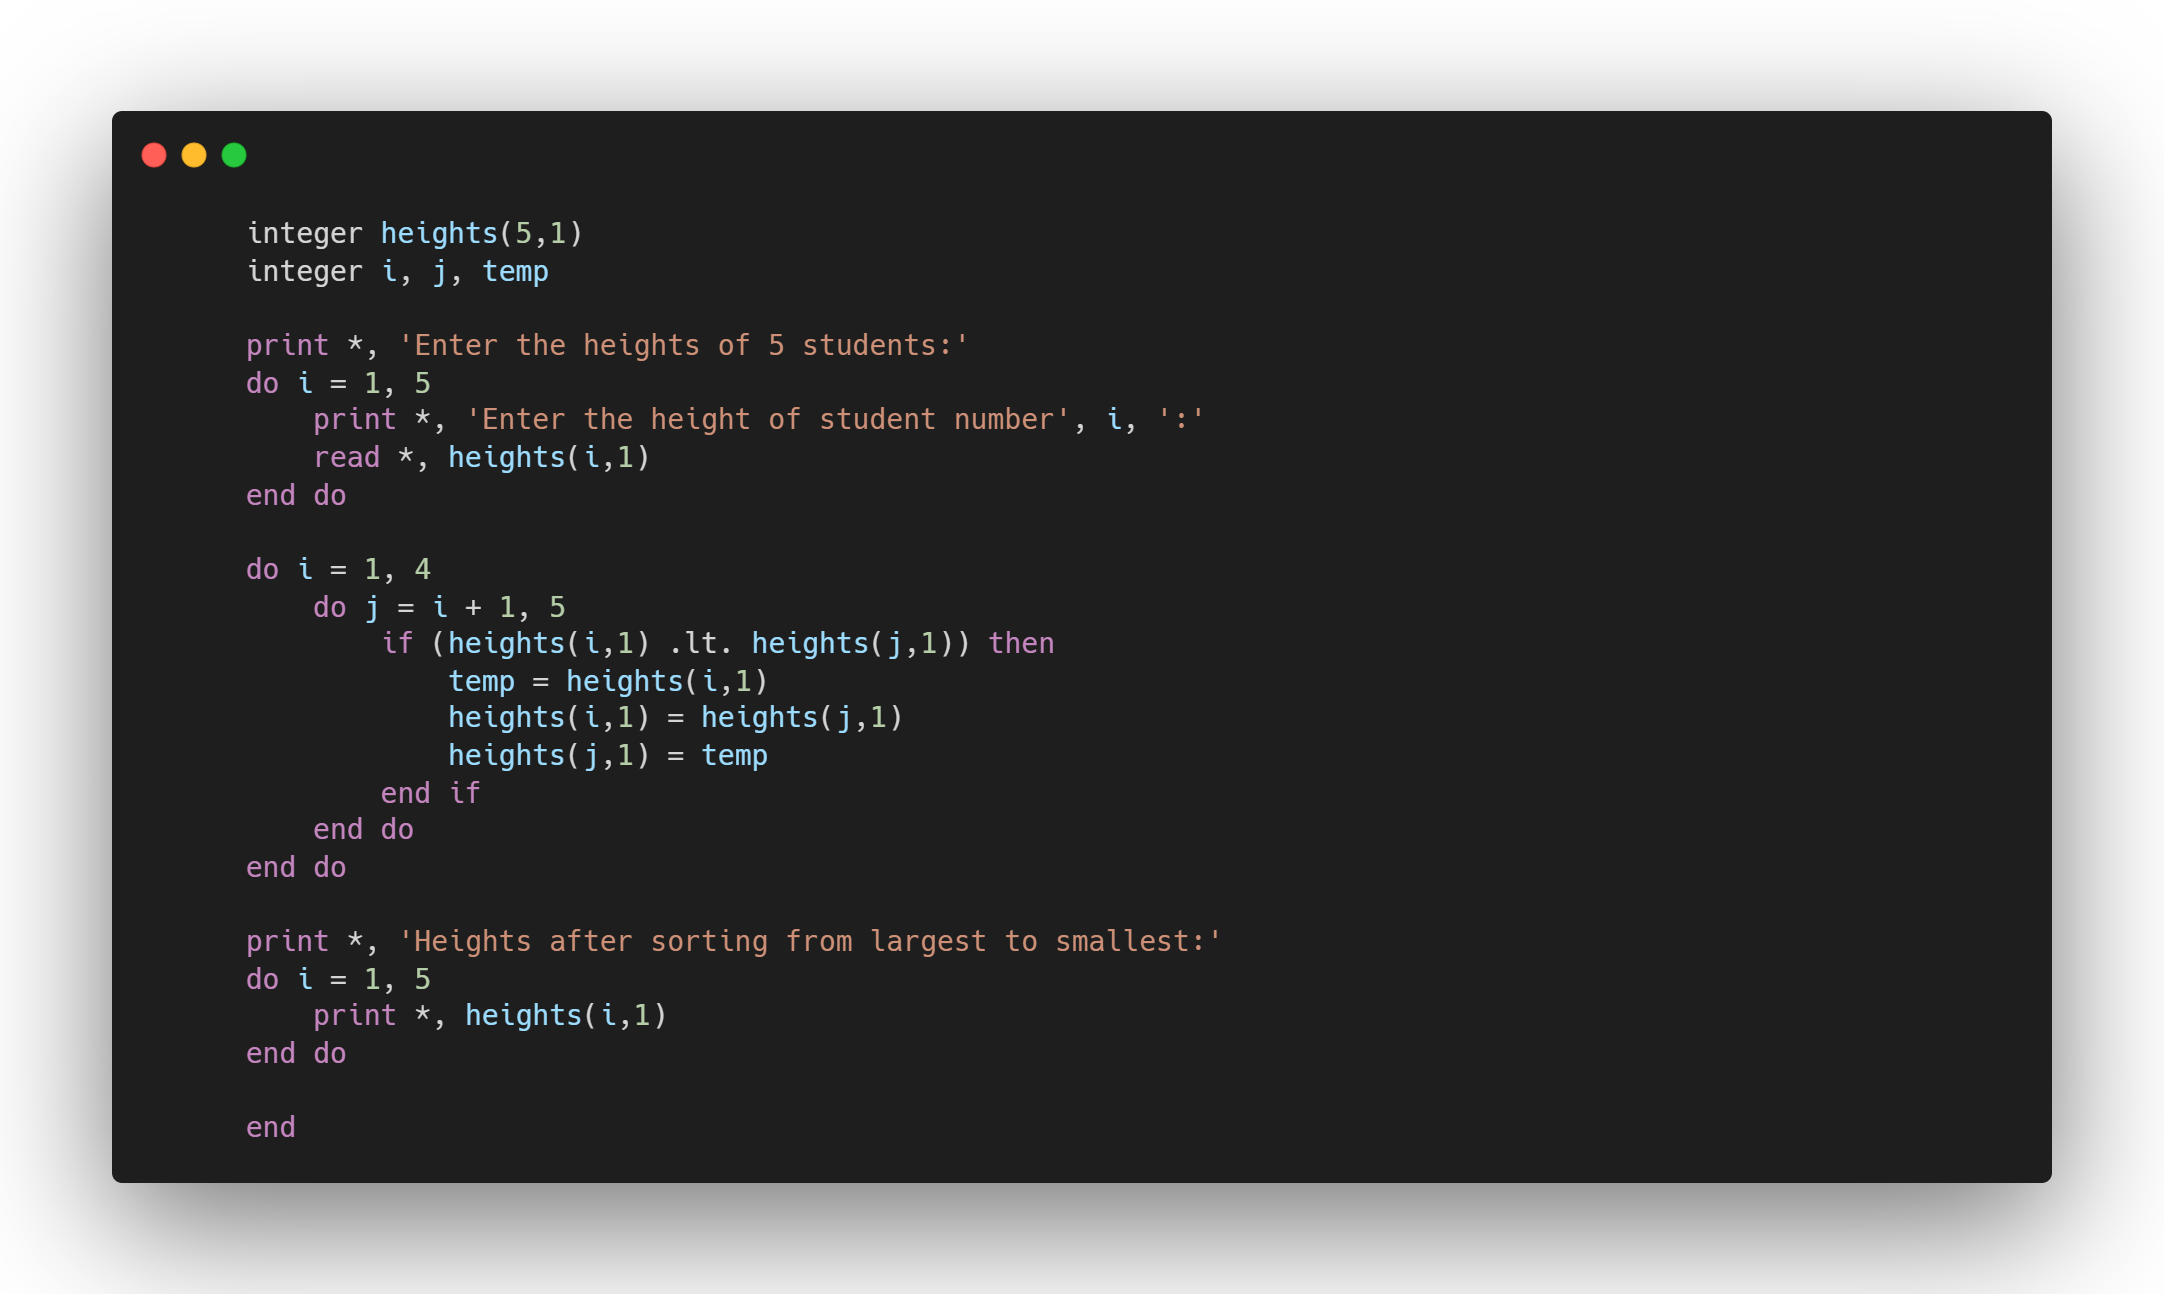 integer heights(5,1)
integer i, j, temp

print *, 'Enter the heights of 5 students:'
do i = 1, 5
    print *, 'Enter the height of student number', i, ':'
    read *, heights(i,1)
end do

do i = 1, 4
    do j = i + 1, 5
        if (heights(i,1) .lt. heights(j,1)) then
            temp = heights(i,1)
            heights(i,1) = heights(j,1)
            heights(j,1) = temp
        end if
    end do
end do

print *, 'Heights after sorting from largest to smallest:'
do i = 1, 5
    print *, heights(i,1)
end do

end